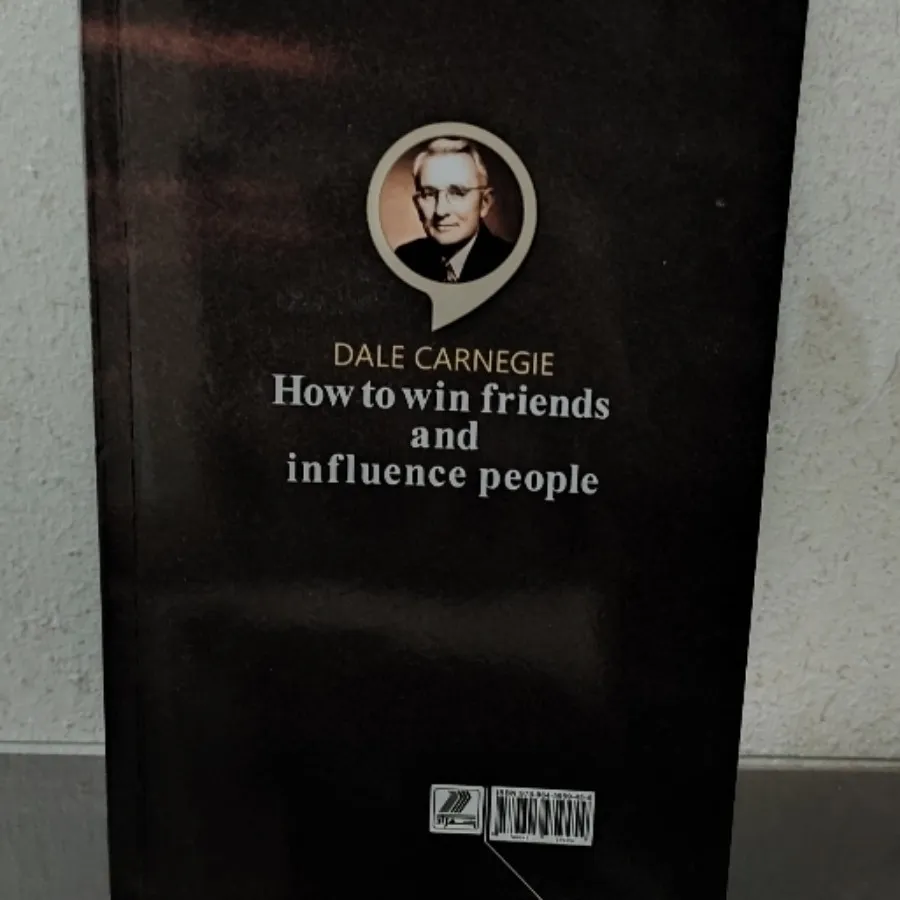 DALE CARNEGIE
How to win friends
and
influence people